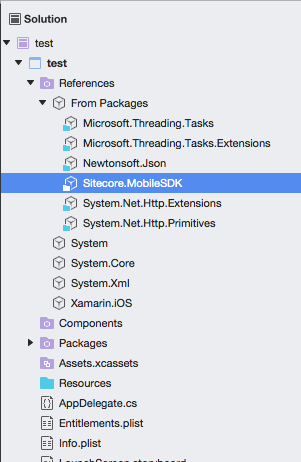 Solution
test
test
References
From Packages
Microsoft.Threading.Tasks
Microsoft.Threading.Tasks.Extensions
Newtonsoft.Json
Sitecore.MobileSDK
System.Net.Http.Extensions
System.Net.Http.Primitives
System
System.Core
System.Xml
Xamarin.iOS
Components
Packages
Assets.xcassets
Resources
AppDelegate.cs
Entitlements.plist
Info.plist
LaunchScreen.storyboard